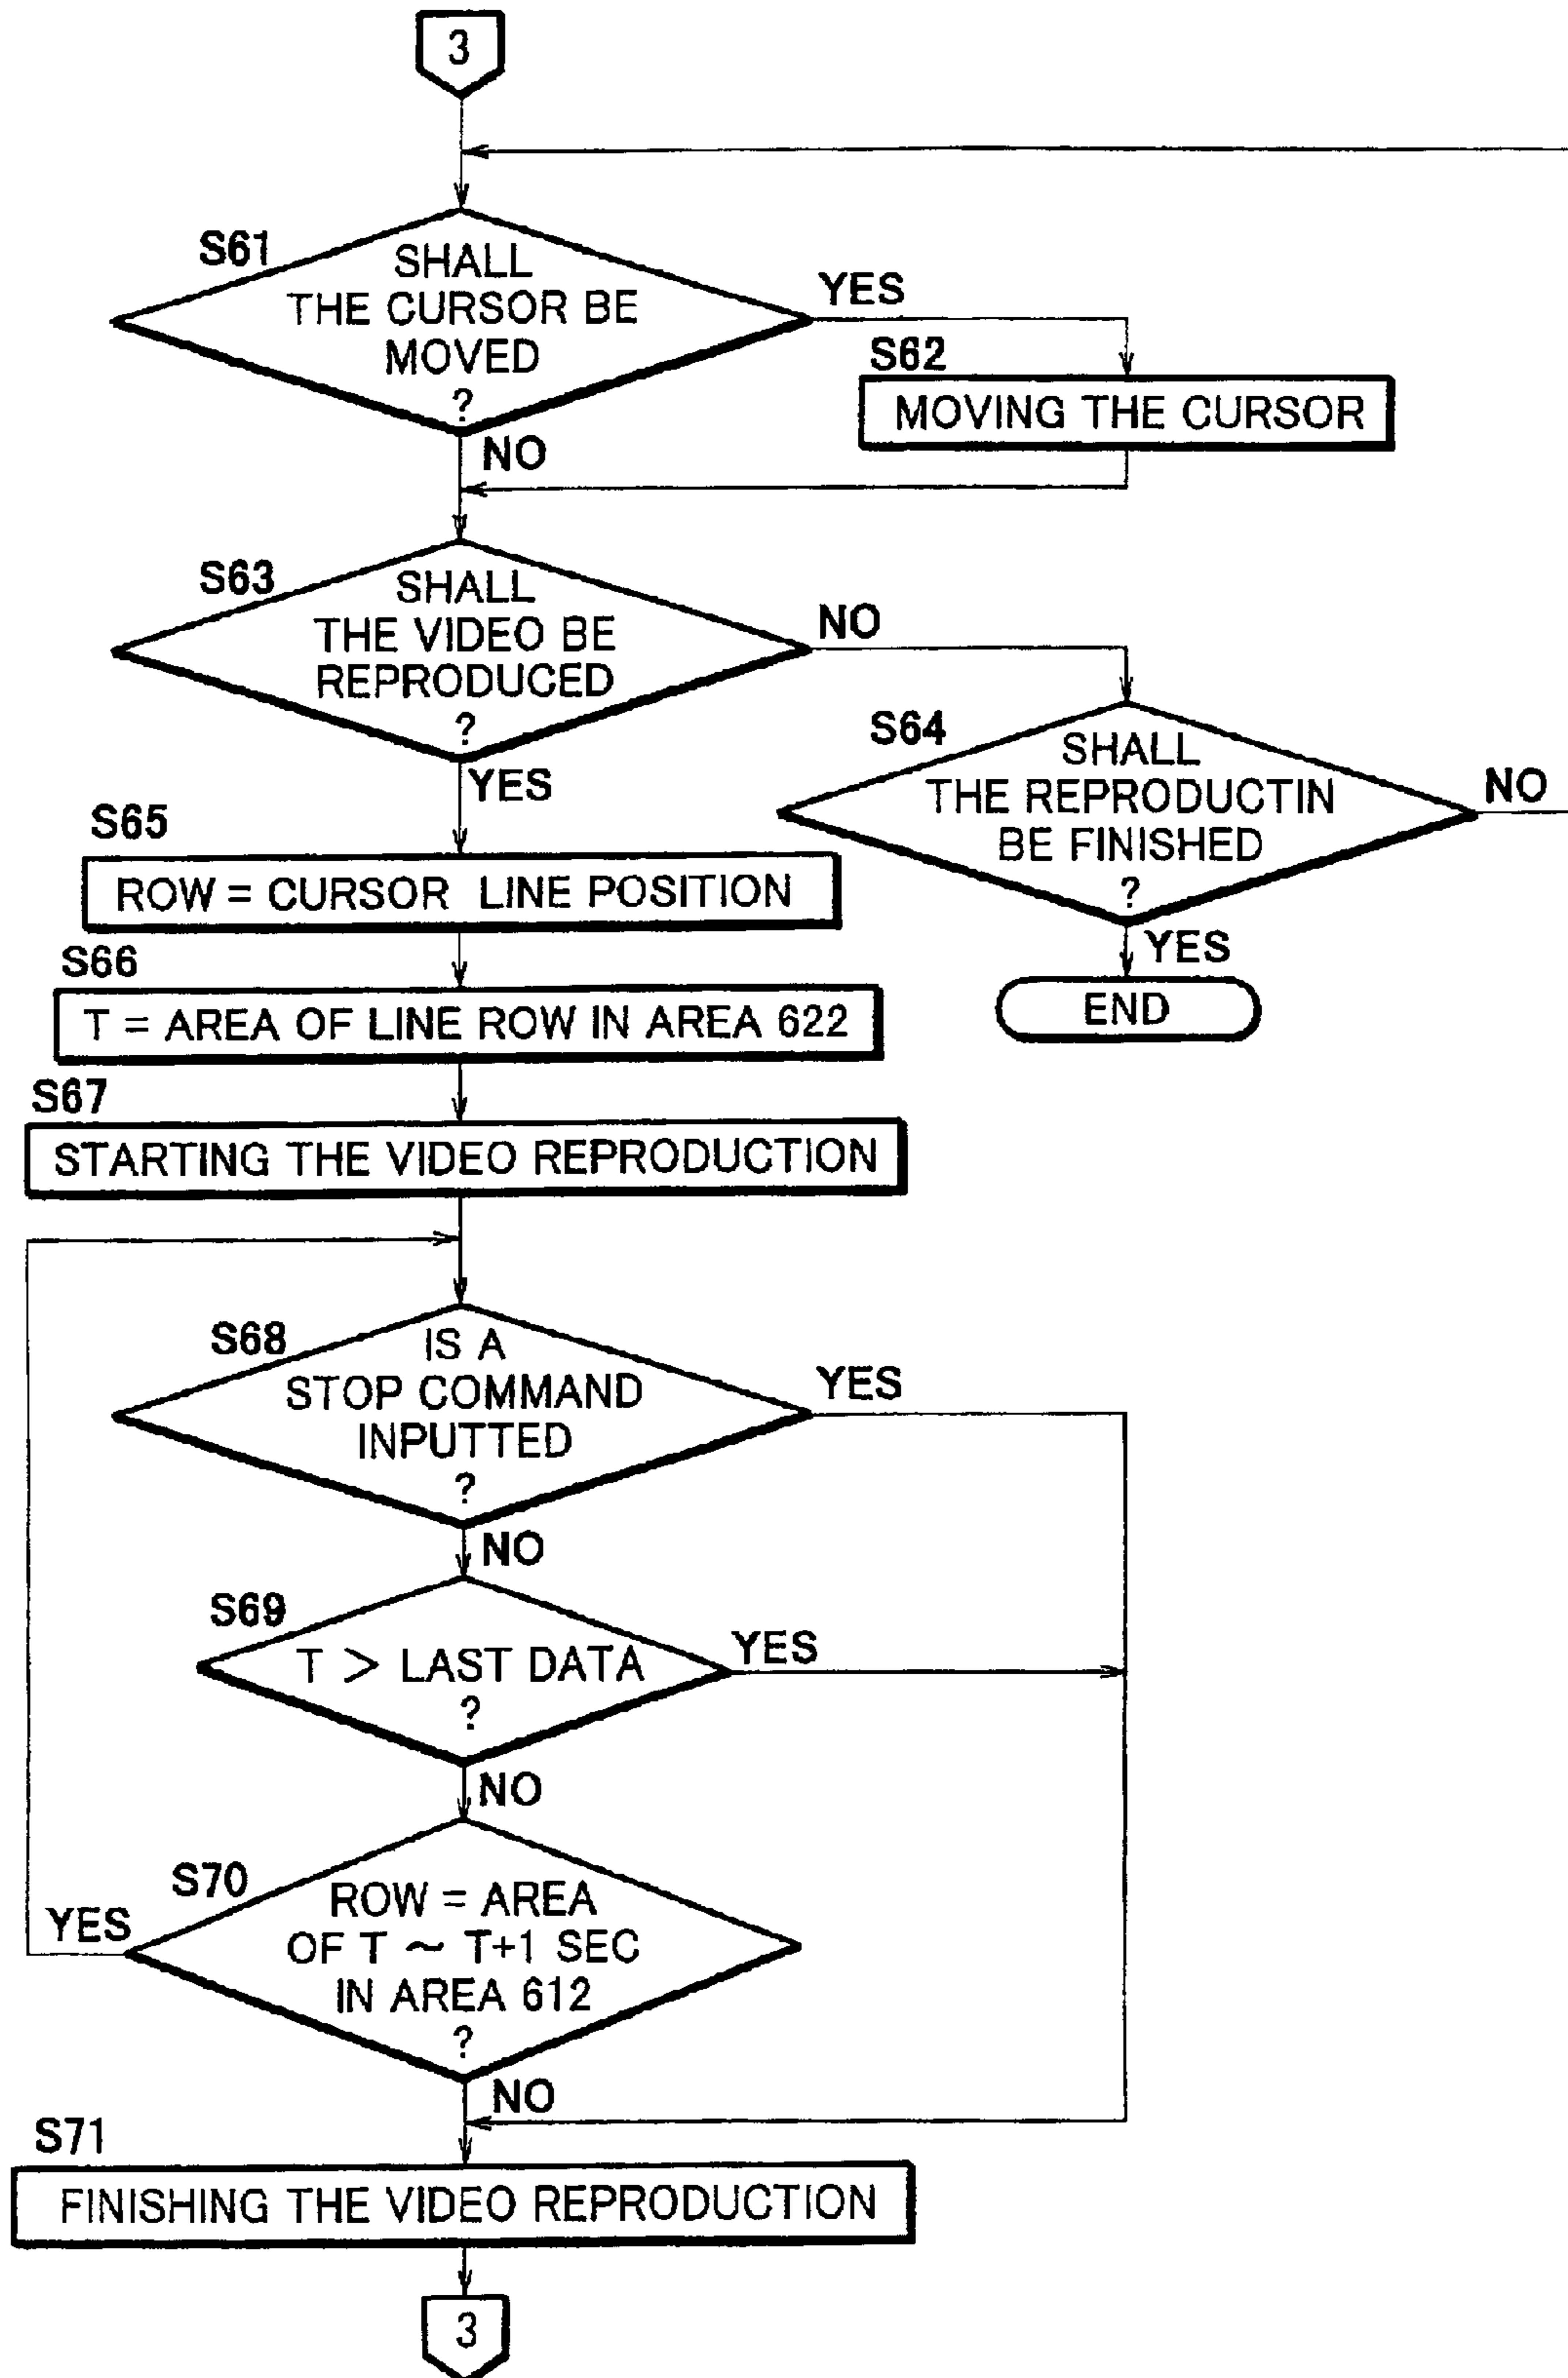 3
S61
SHALL
THE CURSOR BE
MOVED
?
YES
NO
S62
MOVING THE CURSOR
S63
SHALL
THE VIDEO BE
REPRODUCED
?
NO
YES
S64
SHALL
THE REPRODUCTIN
BE FINISHED
?
NO
YES
END
S65
ROW = CURSOR LINE POSITION
S66
T = AREA OF LINE ROW IN AREA 622
S67
STARTING THE VIDEO REPRODUCTION
S68
IS A
STOP COMMAND
INPUTTED
?
YES
NO
S69
T > LAST DATA
?
YES
NO
S70
ROW = AREA
OF T ~ T+1 SEC
IN AREA 612
?
YES
NO
S71
FINISHING THE VIDEO REPRODUCTION
3